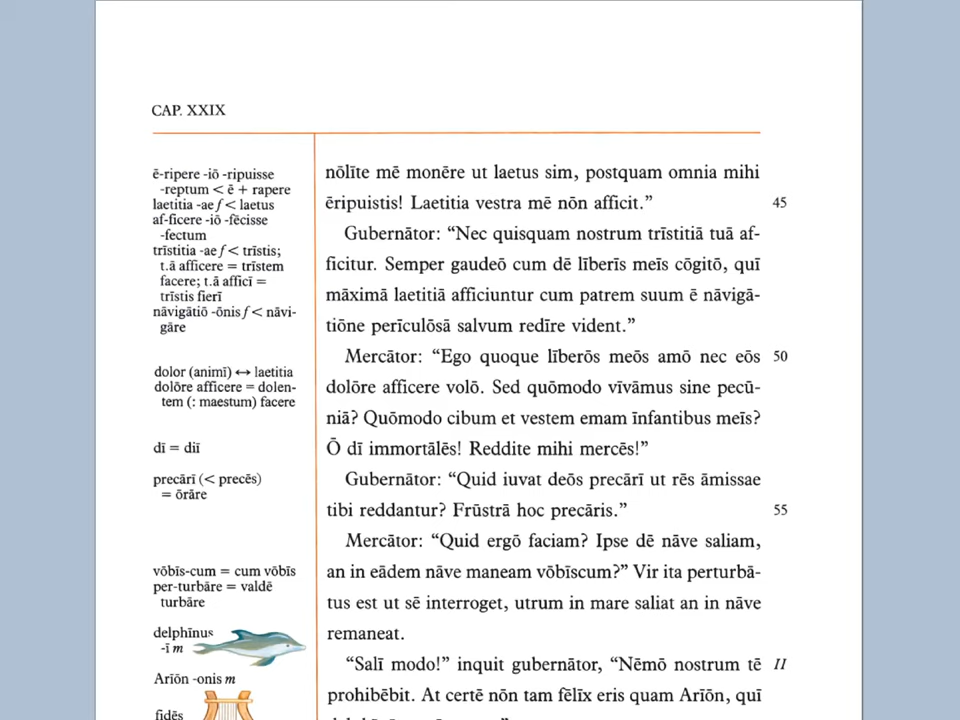 CAP. XXIX
ē-ripere -iō -ripuisse
-reptum < ē + rapere
laetitia -ae f < laetus
af-ficere -iō -fēcisse
-fectum
trīstitia -ae f < trīstis;
t.ā afficere = trīstem
facere; t.ā afficī =
trīstis fierī
nāvigātiō -ōnis f < nāvi-
gāre
dolor (animī) ↔ laetitia
dolōre afficere = dolen-
tem (: maestum) facere
dī = diī
precārī (< precēs)
= ōrāre
vōbīs-cum = cum vōbīs
per-turbāre = valdē
turbāre
delphīnus
-ī m
Arīōn -onis m
fidēs
nōlīte mē monēre ut laetus sim, postquam omnia mihi
ēripuistis! Laetitia vestra mē nōn afficit.” 45
Gubernātor: “Nec quisquam nostrum trīstitiā tuā af-
ficitur. Semper gaudeō cum dē līberīs meīs cōgitō, quī
māximā laetitiā afficiuntur cum patrem suum ē nāvigā-
tiōne perīculōsā salvum redīre vident.”
Mercātor: “Ego quoque līberōs meōs amō nec eōs 50
dolōre afficere volō. Sed quōmodo vīvāmus sine pecū-
niā? Quōmodo cibum et vestem emam īnfantibus meīs?
Ō dī immortālēs! Reddite mihi mercēs!”
Gubernātor: “Quid iuvat deōs precārī ut rēs āmissae
tibi reddantur? Frūstrā hoc precāris.” 55
Mercātor: “Quid ergō faciam? Ipse dē nāve saliam,
an in eādem nāve maneam vōbīscum?” Vir ita perturbā-
tus est ut sē interroget, utrum in mare saliat an in nāve
remaneat.
“Salī modo!” inquit gubernātor, “Nēmō nostrum tē II
prohibēbit. At certē nōn tam fēlīx eris quam Arīōn, quī